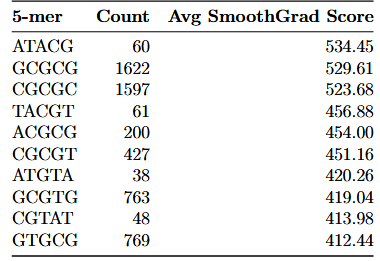 5-mer Count Avg SmoothGrad Score
ATACG 60 534.45
GCGCG 1622 529.61
CGCGC 1597 523.68
TACGT 61 456.88
ACGCG 200 454.00
CGCGT 427 451.16
ATGTA 38 420.26
GCGTG 763 419.04
CGTAT 48 413.98
GTGCG 769 412.44